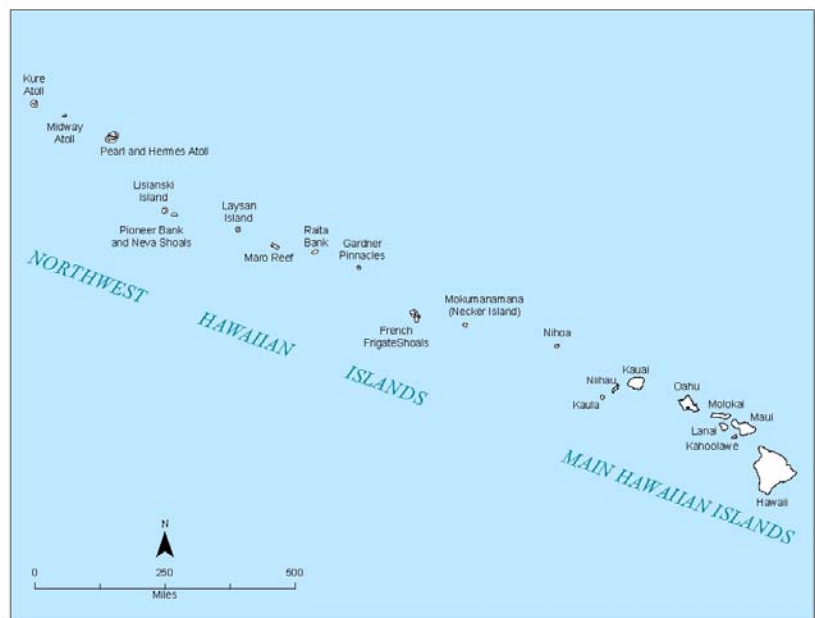 Kure
Atoll
Midway
Atoll
Pearl and Hermes Atoll
Lisianski
Island
Pioneer Bank
and Neva Shoals
Laysan
Island
Maro Reef
Raita
Bank
Gardner
Pinnacles
NORTHWEST
HAWAIIAN
ISLANDS
French
FrigateShoals
Mokumanamana
(Necker Island)
Nihoa
Niihau
Kauai
Kaula
Oahu
Molokai
Maui
Lanai
Kahoolawe
Hawaii
MAIN HAWAIIAN ISLANDS
N
0 250 500
Miles